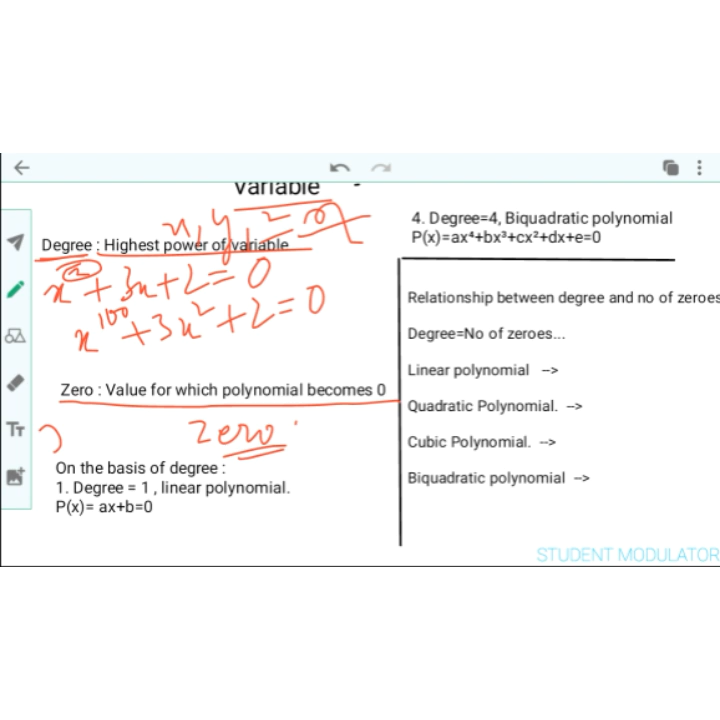 variable -
x, y, z = 0
Degree : Highest power of variable
x² + 3x + 2 = 0
x¹⁰⁰ + 3x² + 2 = 0
Zero : Value for which polynomial becomes 0
Zero
On the basis of degree :
1. Degree = 1 , linear polynomial.
P(x)= ax+b=0
4. Degree=4, Biquadratic polynomial
P(x)=ax⁴+bx³+cx²+dx+e=0
Relationship between degree and no of zeroes
Degree=No of zeroes...
Linear polynomial -->
Quadratic Polynomial. -->
Cubic Polynomial. -->
Biquadratic polynomial -->
STUDENT MODULATOR